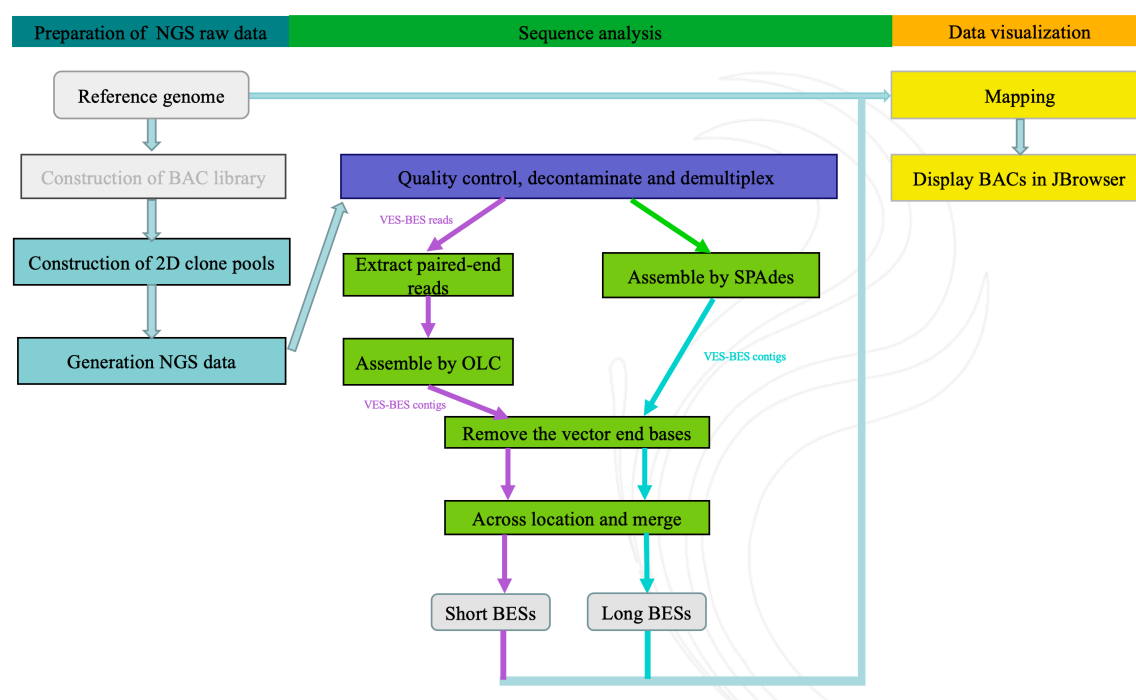 Preparation of NGS raw data
Sequence analysis
Data visualization
Reference genome
Mapping
Construction of BAC library
Quality control, decontaminate and demultiplex
Display BACs in JBrowser
VES-BES reads
Construction of 2D clone pools
Extract paired-end
reads
Assemble by SPAdes
Generation NGS data
Assemble by OLC
VES-BES contigs
VES-BES contigs
Remove the vector end bases
Across location and merge
Short BESs
Long BESs